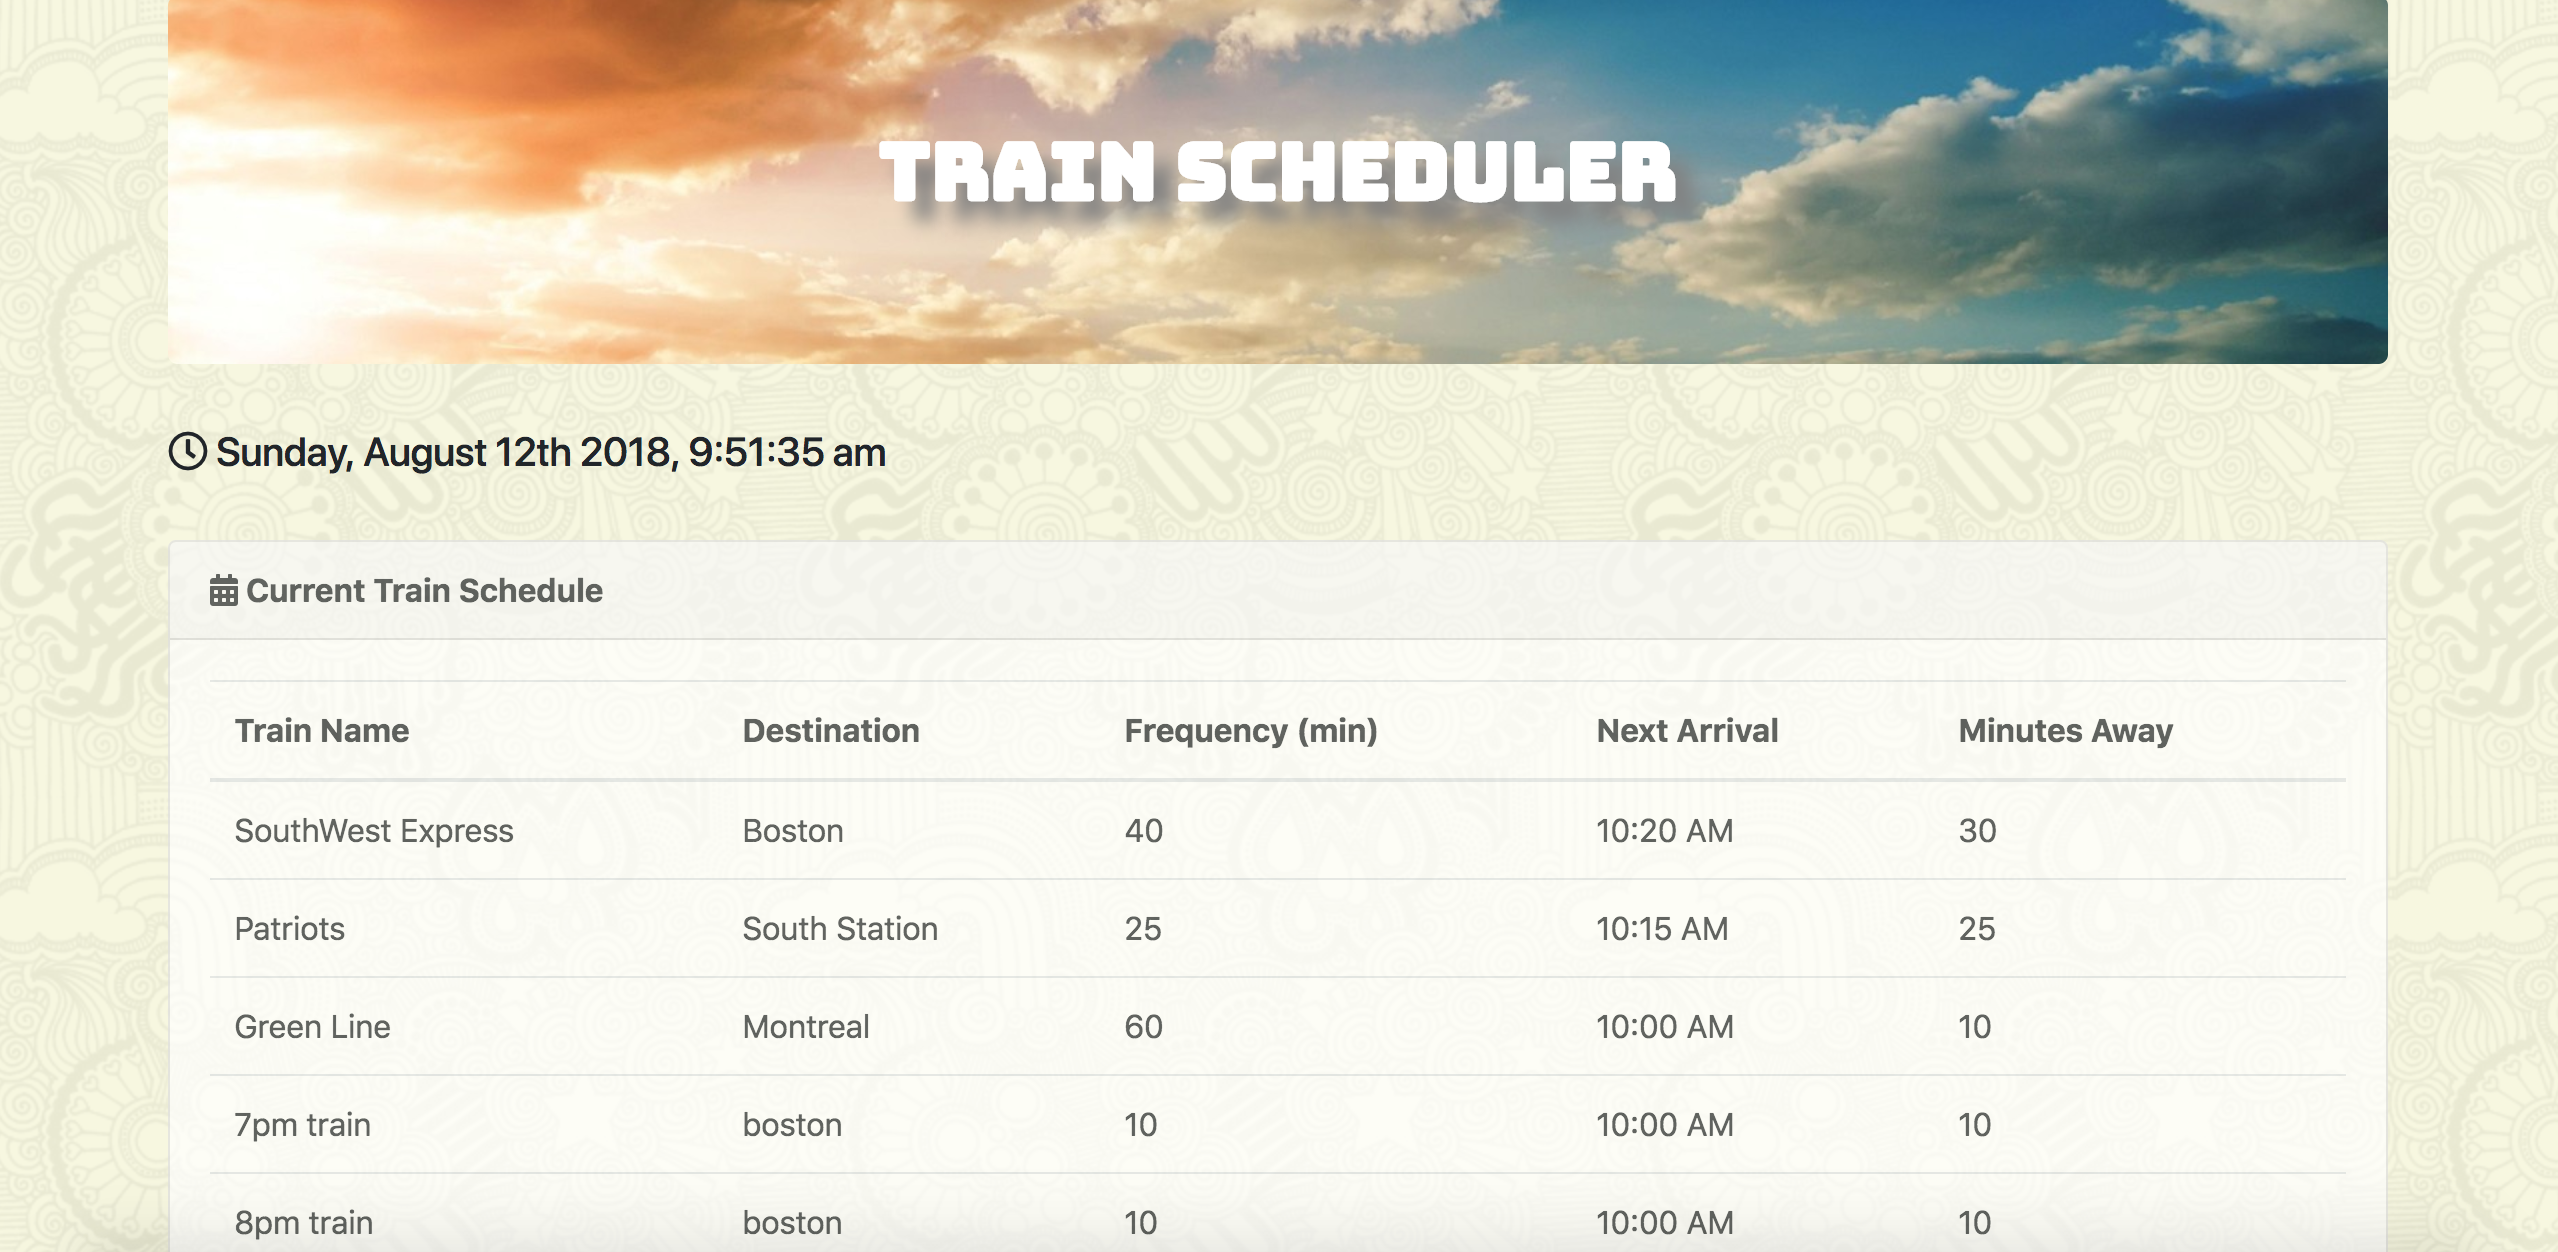 TRAIN SCHEDULER
Sunday, August 12th 2018, 9:51:35 am
Current Train Schedule
Train Name Destination Frequency (min) Next Arrival Minutes Away
SouthWest Express Boston 40 10:20 AM 30
Patriots South Station 25 10:15 AM 25
Green Line Montreal 60 10:00 AM 10
7pm train boston 10 10:00 AM 10
8pm train boston 10 10:00 AM 10